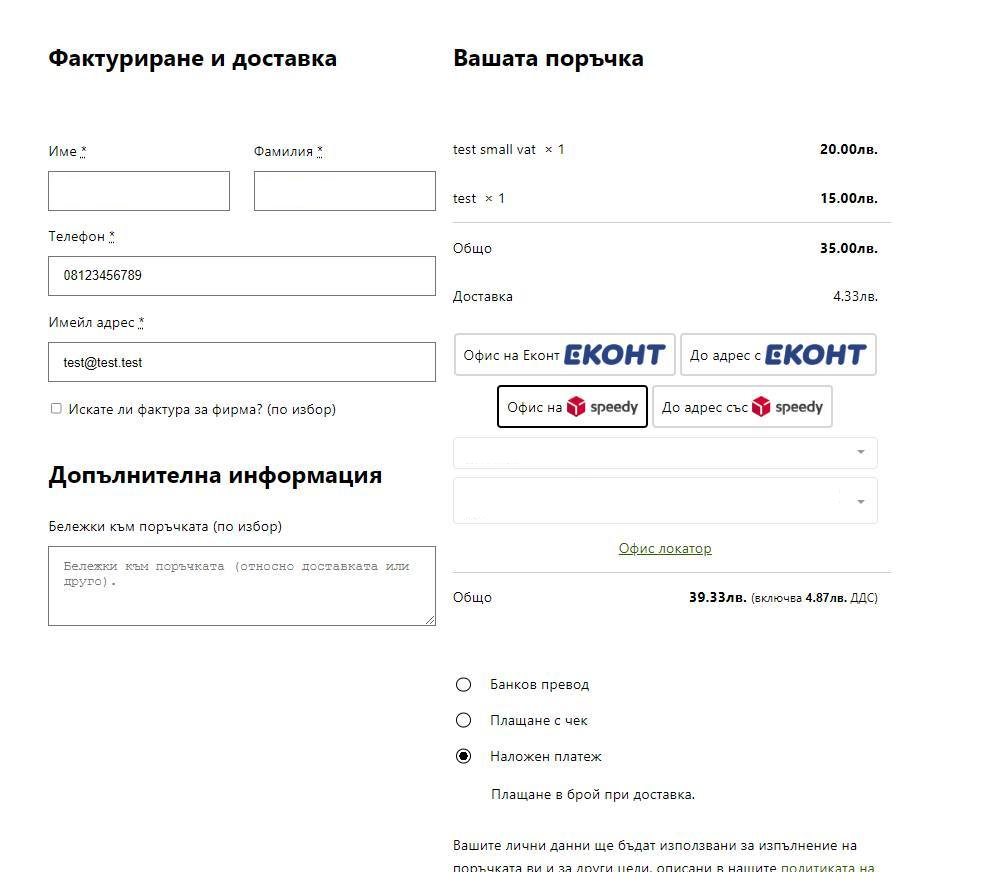 Фактуриране и доставка
Име *
Фамилия *
Телефон *
08123456789
Имейл адрес *
test@test.test
Искате ли фактура за фирма? (по избор)
Допълнителна информация
Бележки към поръчката (по избор)
Бележки към поръчката (относно доставката или
друго).
Вашата поръчка
test small vat × 1 20.00лв.
test × 1 15.00лв.
Общо 35.00лв.
Доставка 4.33лв.
Офис на Еконт ЕКОНТ
До адрес с ЕКОНТ
Офис на speedy
До адрес със speedy
Офис локатор
Общо 39.33лв. (включва 4.87лв. ДДС)
Банков превод
Плащане с чек
Наложен платеж
Плащане в брой при доставка.
Вашите лични данни ще бъдат използвани за изпълнение на
поръчката ви и за други цели, описани в нашите политиката на